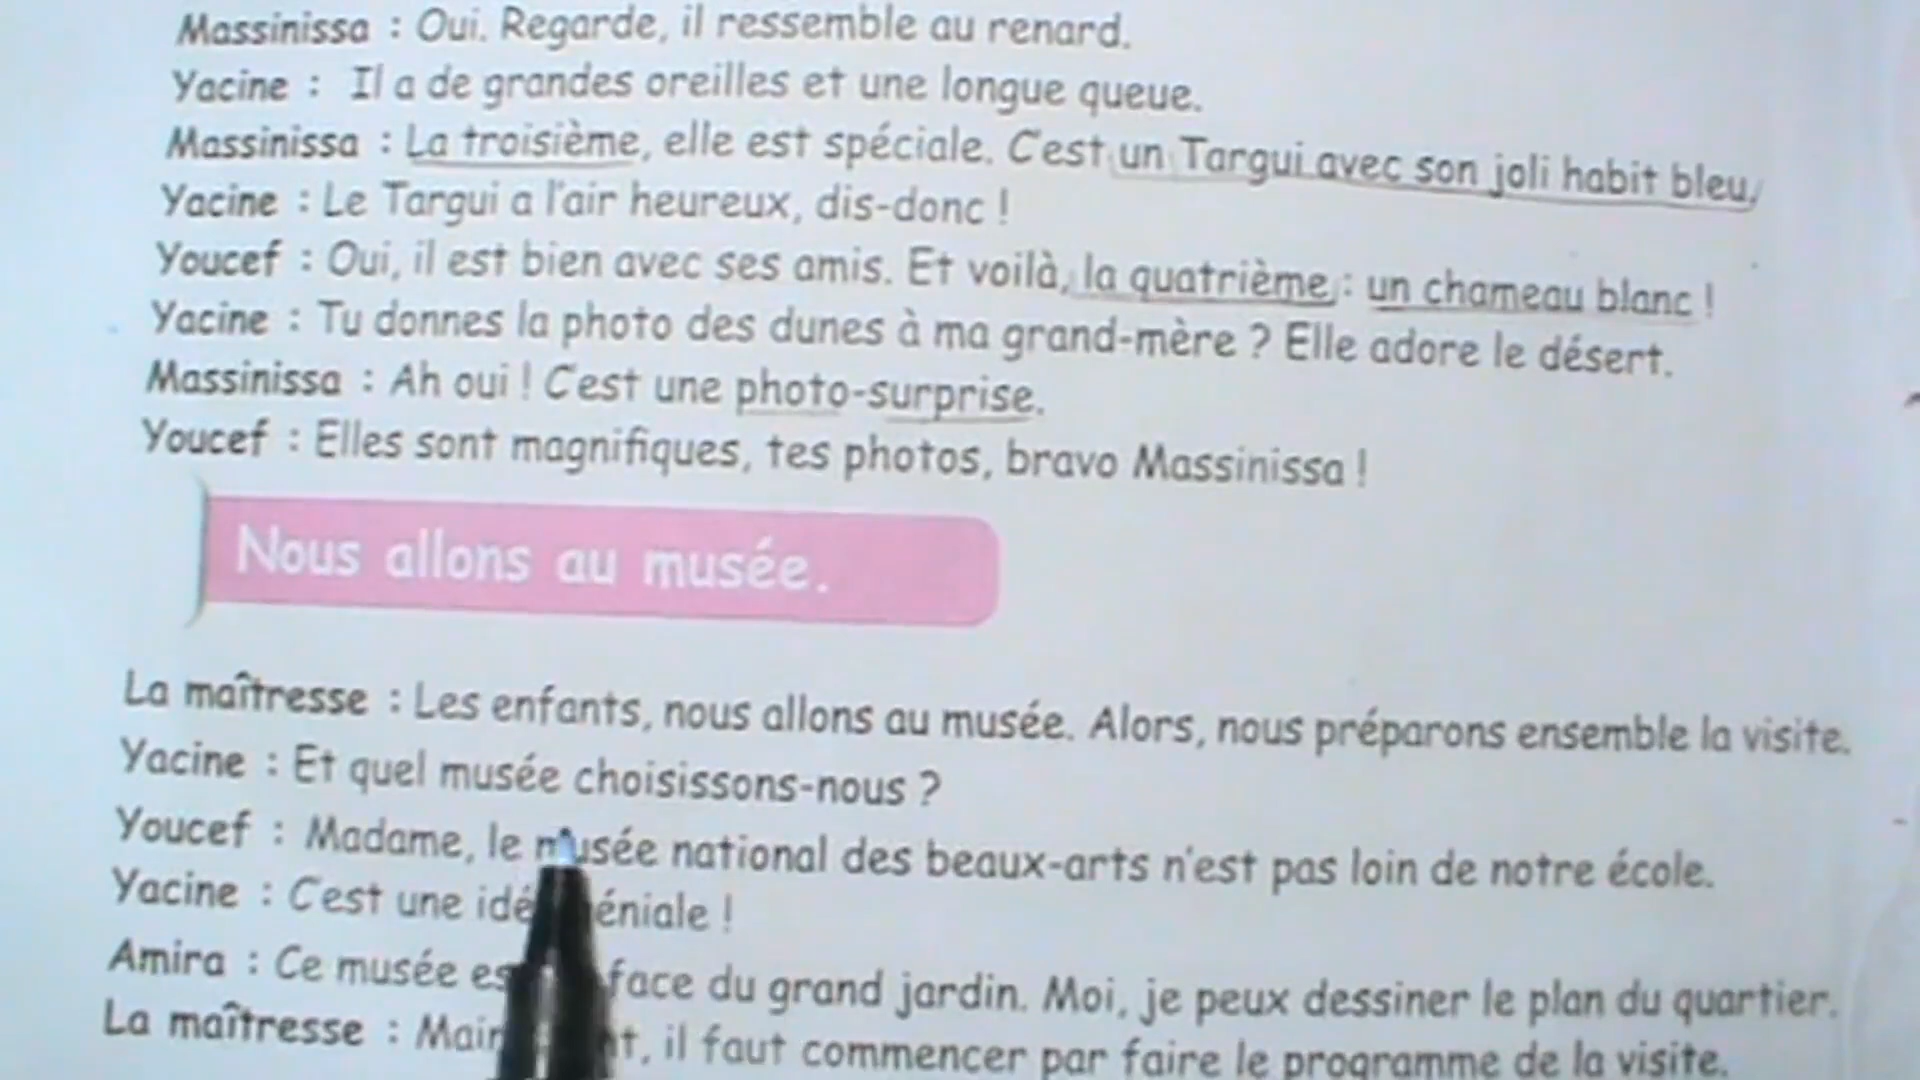 Massinissa : Oui. Regarde, il ressemble au renard.
Yacine : Il a de grandes oreilles et une longue queue.
Massinissa : La troisième, elle est spéciale. C'est un Targui avec son joli habit bleu,
Yacine : Le Targui a l'air heureux, dis-donc !
Youcef : Oui, il est bien avec ses amis. Et voilà, la quatrième : un chameau blanc !
Yacine : Tu donnes la photo des dunes à ma grand-mère ? Elle adore le désert.
Massinissa : Ah oui ! C'est une photo-surprise.
Youcef : Elles sont magnifiques, tes photos, bravo Massinissa !
Nous allons au musée.
La maîtresse : Les enfants, nous allons au musée. Alors, nous préparons ensemble la visite.
Yacine : Et quel musée choisissons-nous ?
Youcef : Madame, le musée national des beaux-arts n'est pas loin de notre école.
Yacine : C'est une !
Amira : Ce musée face du grand jardin. Moi, je peux dessiner le plan du quartier.
La maîtresse : , il faut commencer par faire le programme de la visite.